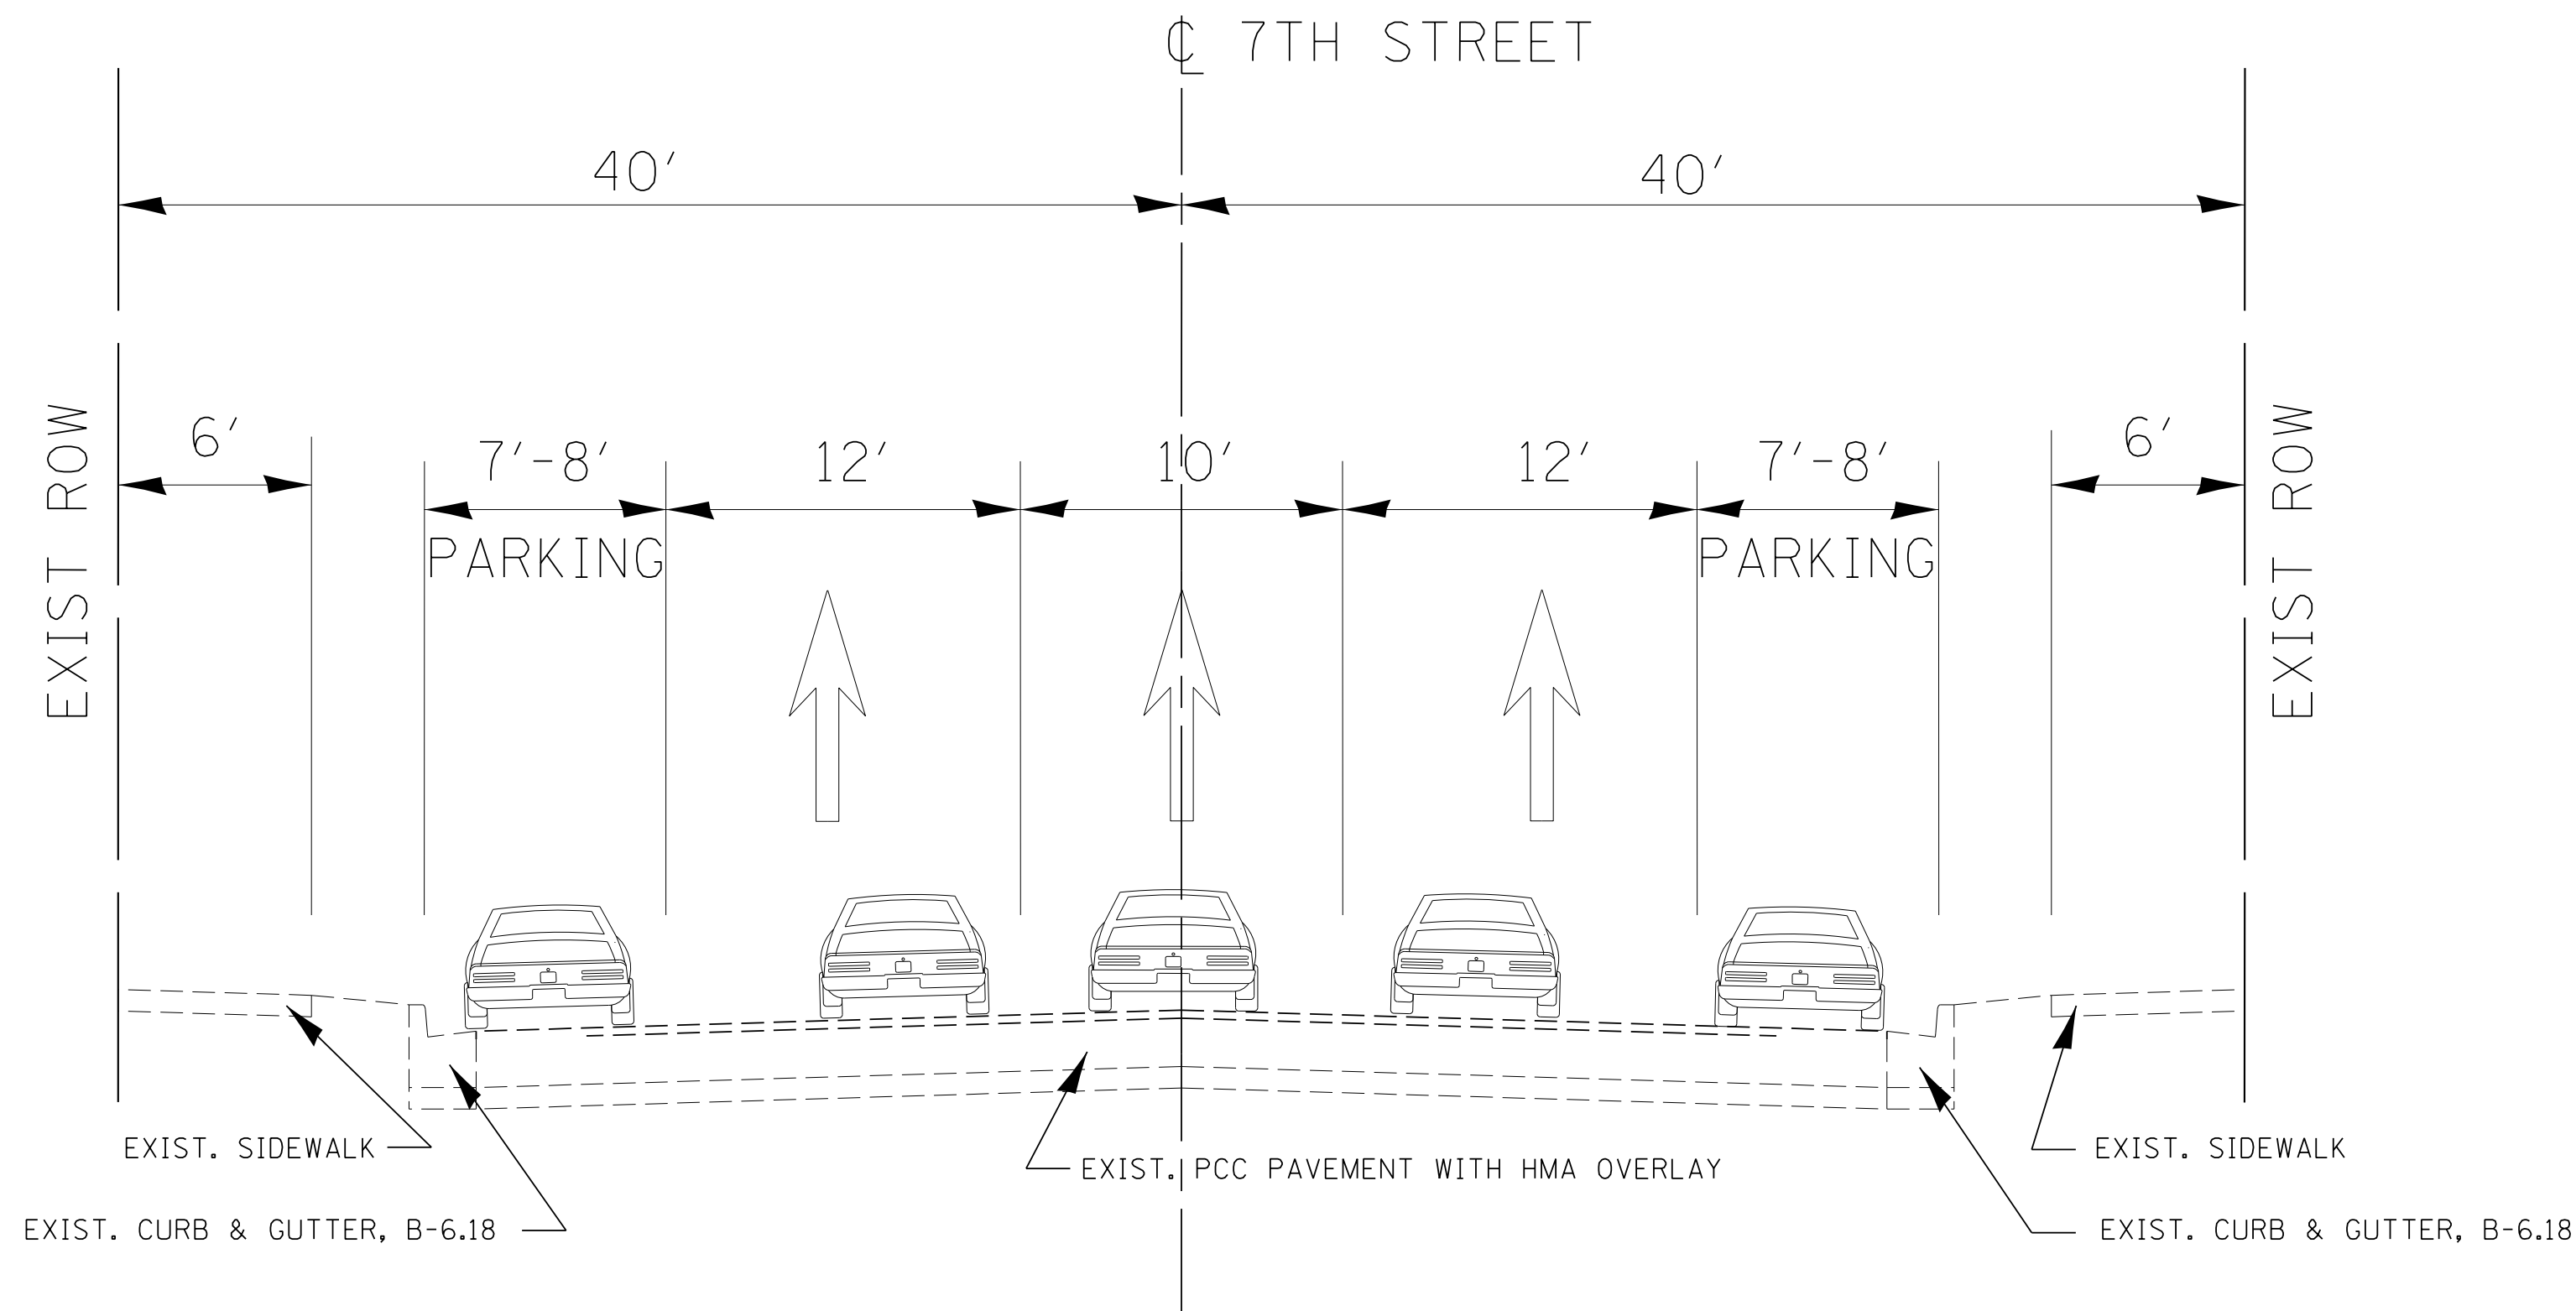 ℄ 7TH STREET
40'
40'
6'
7'-8'
12'
10'
12'
7'-8'
6'
PARKING
PARKING
EXIST ROW
EXIST ROW
EXIST. SIDEWALK
EXIST. PCC PAVEMENT WITH HMA OVERLAY
EXIST. SIDEWALK
EXIST. CURB & GUTTER, B-6.18
EXIST. CURB & GUTTER, B-6.18